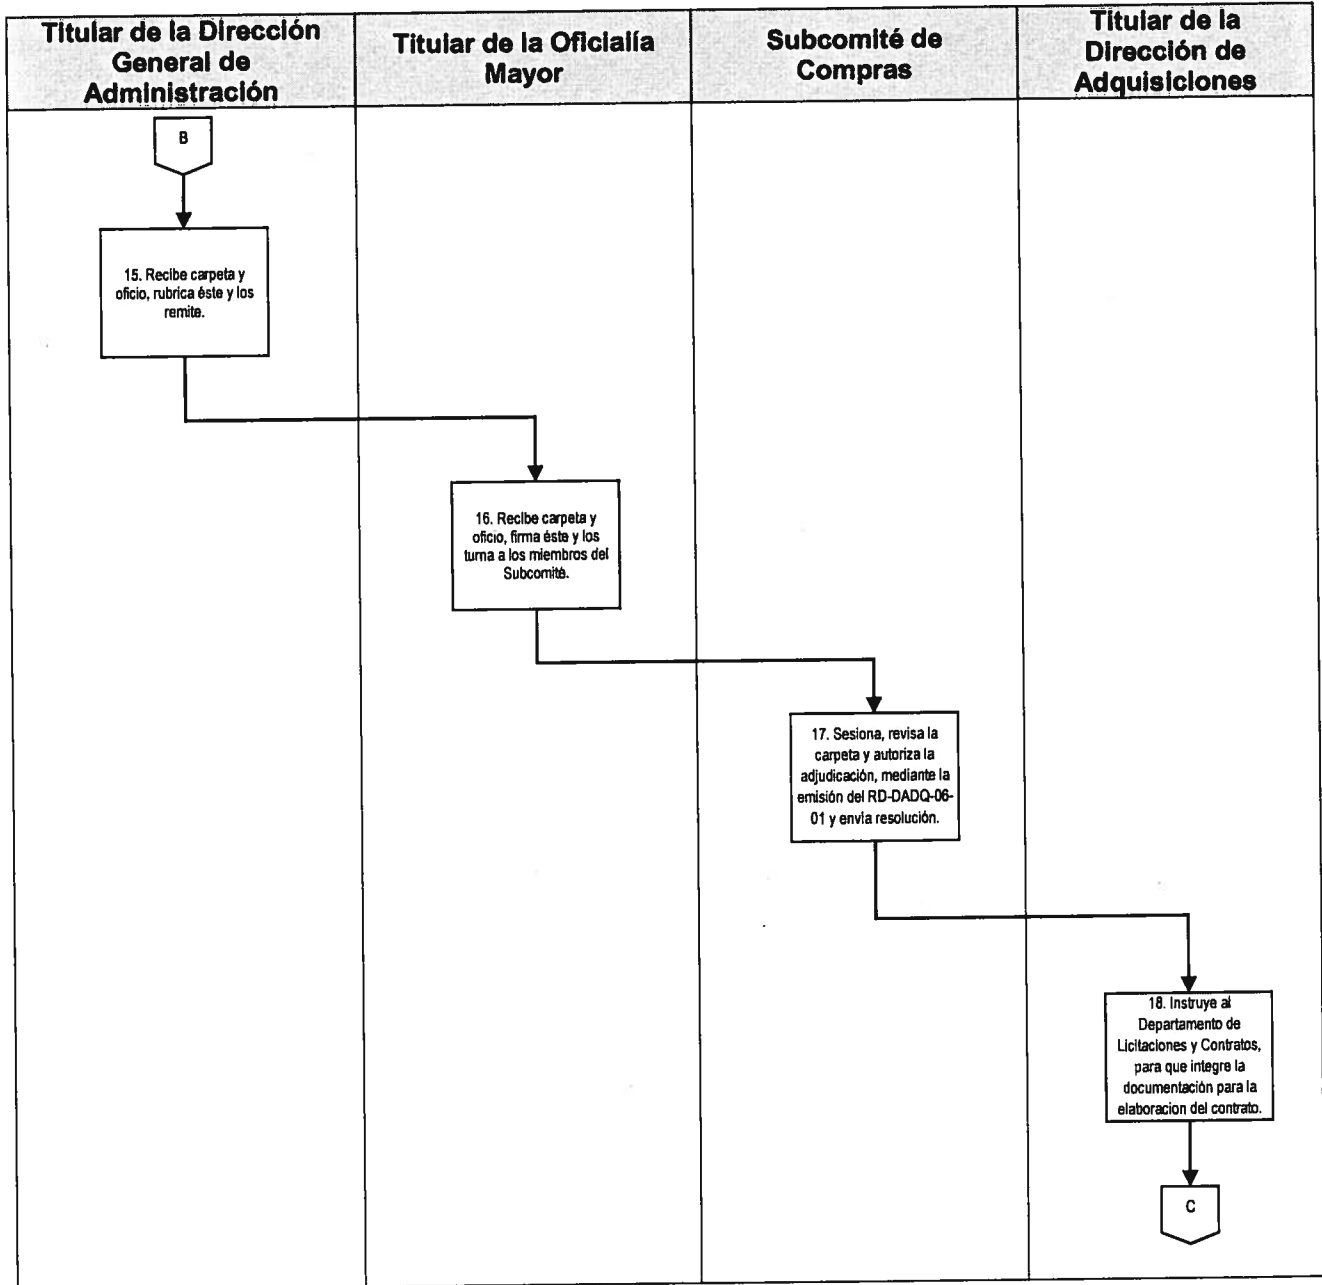 Titular de la Dirección
General de
Administración
Titular de la Oficialía
Mayor
Subcomité de
Compras
Titular de la
Dirección de
Adquisiciones
B
15. Recibe carpeta y
oficio, rubrica éste y los
remite.
16. Recibe carpeta y
oficio, firma éste y los
turna a los miembros del
Subcomité.
17. Sesiona, revisa la
carpeta y autoriza la
adjudicación, mediante la
emisión del RD-DADQ-06-
01 y envía resolución.
18. Instruye al
Departamento de
Licitaciones y Contratos,
para que integre la
documentación para la
elaboracion del contrato.
C